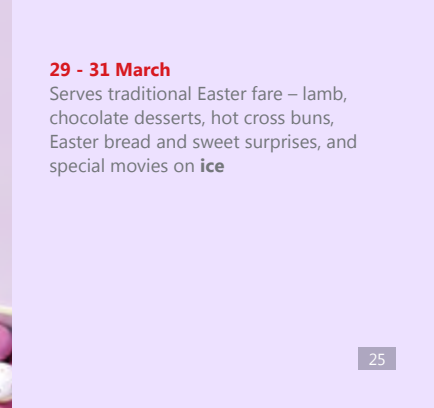 29 - 31 March
Serves traditional Easter fare – lamb,
chocolate desserts, hot cross buns,
Easter bread and sweet surprises, and
special movies on ice
25